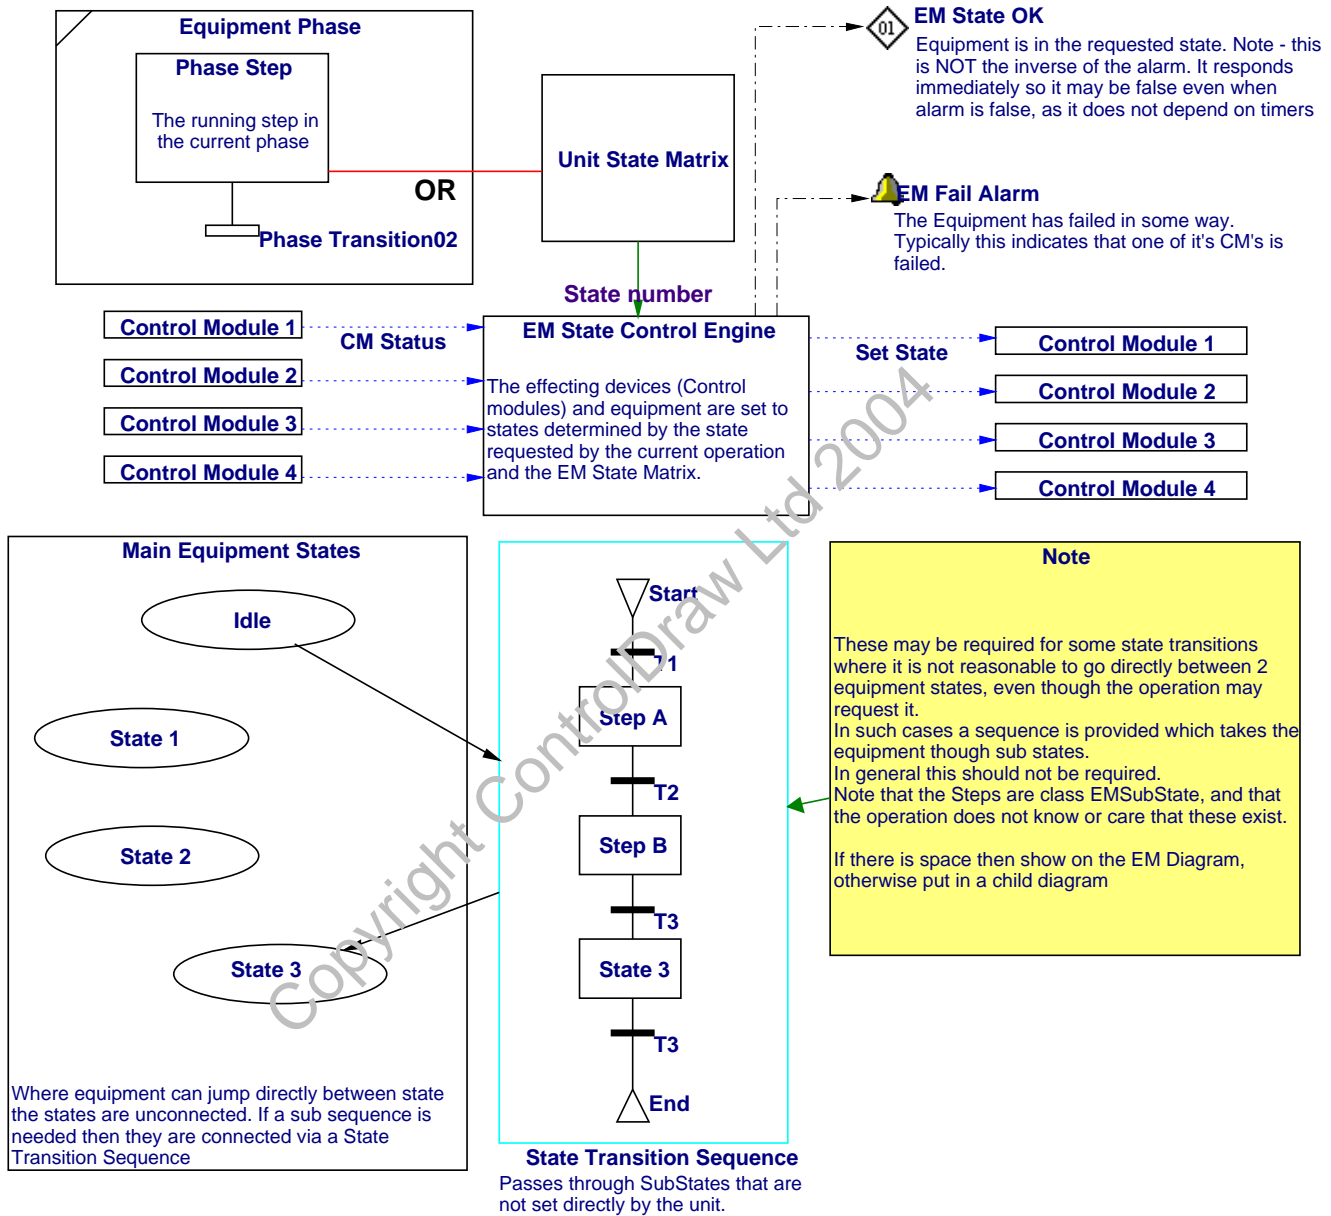 Equipment Phase
Phase Step
The running step in
the current phase
Phase Transition02
OR
Unit State Matrix
State number
01
EM State OK
Equipment is in the requested state. Note - this
is NOT the inverse of the alarm. It responds
immediately so it may be false even when
alarm is false, as it does not depend on timers
EM Fail Alarm
The Equipment has failed in some way.
Typically this indicates that one of it's CM's is
failed.
Control Module 1
Control Module 2
Control Module 3
Control Module 4
CM Status
EM State Control Engine
The effecting devices (Control
modules) and equipment are set to
states determined by the state
requested by the current operation
and the EM State Matrix.
Set State
Control Module 1
Control Module 2
Control Module 3
Control Module 4
Main Equipment States
Idle
State 1
State 2
State 3
Where equipment can jump directly between state
the states are unconnected. If a sub sequence is
needed then they are connected via a State
Transition Sequence
Start
T1
Step A
T2
Step B
T3
State 3
T3
End
State Transition Sequence
Passes through SubStates that are
not set directly by the unit.
Note
These may be required for some state transitions
where it is not reasonable to go directly between 2
equipment states, even though the operation may
request it.
In such cases a sequence is provided which takes the
equipment though sub states.
In general this should not be required.
Note that the Steps are class EMSubState, and that
the operation does not know or care that these exist.
If there is space then show on the EM Diagram,
otherwise put in a child diagram
Copyright ControlDraw Ltd 2004